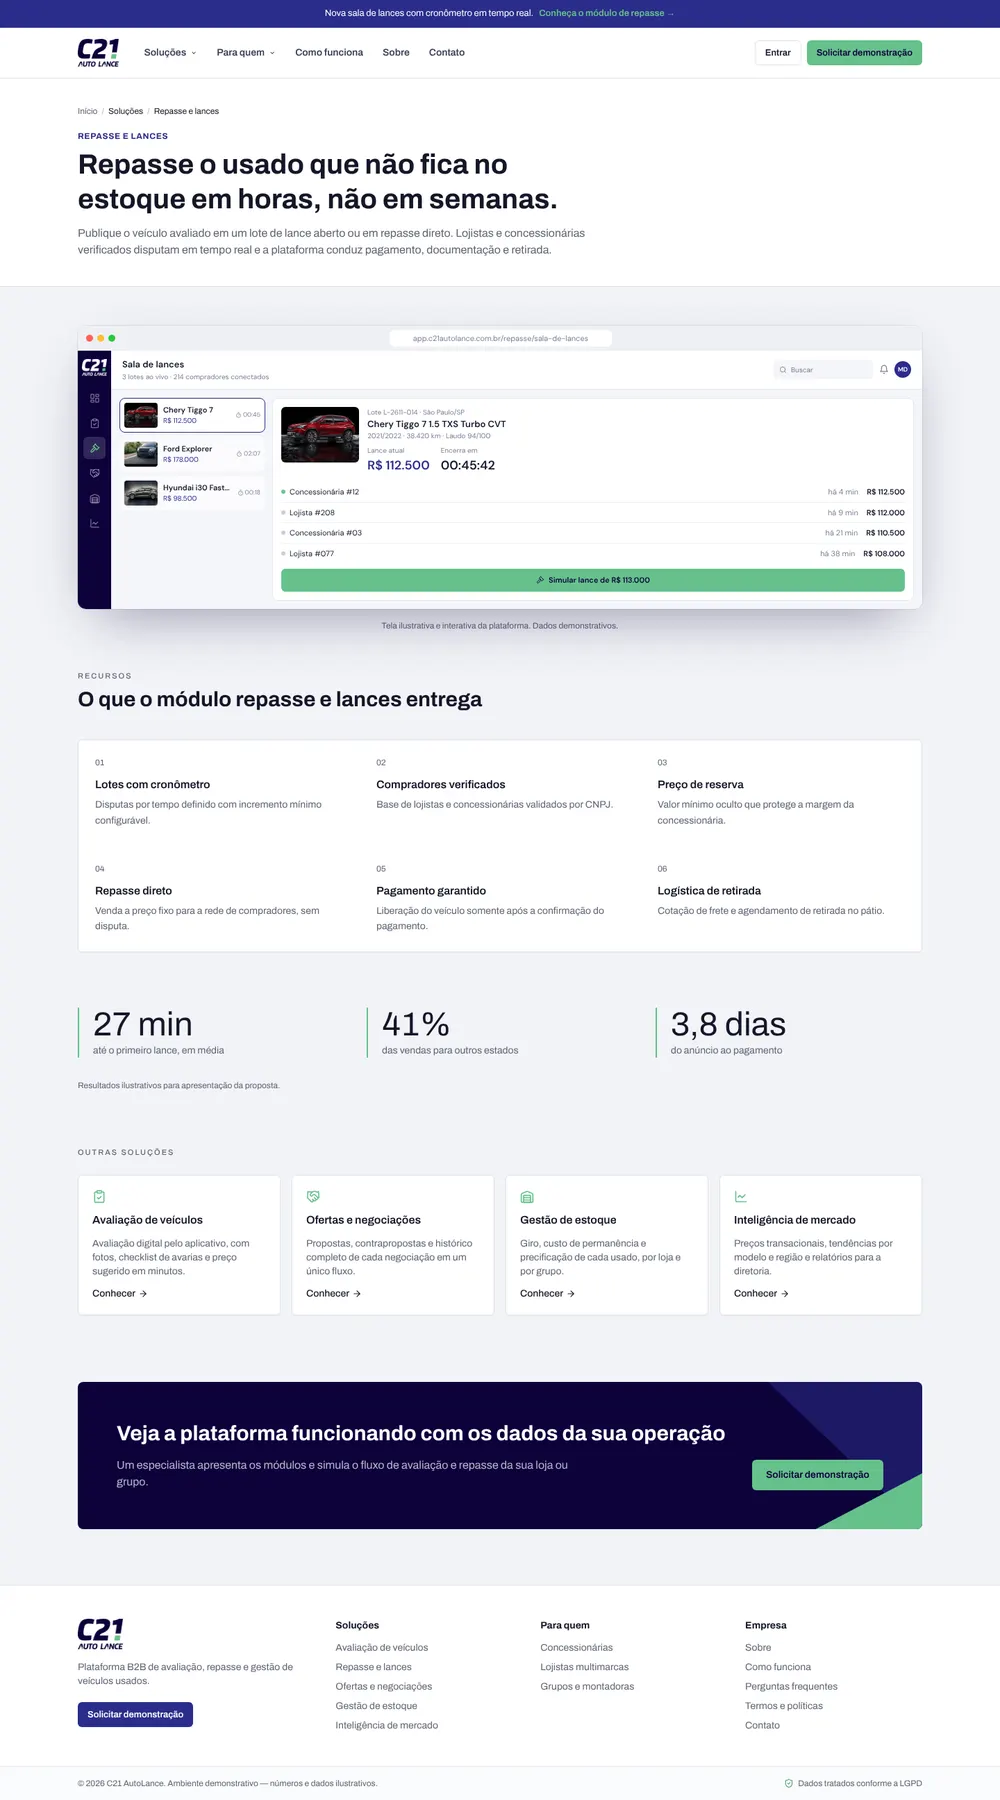 Nova sala de lances com cronômetro em tempo real. Conheça o módulo de repasse →
C21 AUTO LANCE
Soluções
Para quem
Como funciona
Sobre
Contato
Entrar
Solicitar demonstração
Início / Soluções / Repasse e lances
REPASSE E LANCES
Repasse o usado que não fica no
estoque em horas, não em semanas.
Publique o veículo avaliado em um lote de lance aberto ou em repasse direto. Lojistas e concessionárias
verificados disputam em tempo real e a plataforma conduz pagamento, documentação e retirada.
app.c21autolance.com.br/repasse/sala-de-lances
C21 AUTO LANCE
Sala de lances
3 lotes ao vivo · 214 compradores conectados
Buscar
MD
Chery Tiggo 7
R$ 112.500
00:45
Ford Explorer
R$ 178.000
02:07
Hyundai i30 Fast...
R$ 98.500
00:18
Lote L-2611-014 · São Paulo/SP
Chery Tiggo 7 1.5 TXS Turbo CVT
2021/2022 · 38.420 km · Laudo 94/100
Lance atual
R$ 112.500
Encerra em
00:45:42
Concessionária #12 há 4 min R$ 112.500
Lojista #208 há 9 min R$ 112.000
Concessionária #03 há 21 min R$ 110.500
Lojista #077 há 38 min R$ 108.000
Simular lance de R$ 113.000
Tela ilustrativa e interativa da plataforma. Dados demonstrativos.
RECURSOS
O que o módulo repasse e lances entrega
01
Lotes com cronômetro
Disputas por tempo definido com incremento mínimo
configurável.
02
Compradores verificados
Base de lojistas e concessionárias validados por CNPJ.
03
Preço de reserva
Valor mínimo oculto que protege a margem da
concessionária.
04
Repasse direto
Venda a preço fixo para a rede de compradores, sem
disputa.
05
Pagamento garantido
Liberação do veículo somente após a confirmação do
pagamento.
06
Logística de retirada
Cotação de frete e agendamento de retirada no pátio.
27 min
até o primeiro lance, em média
41%
das vendas para outros estados
3,8 dias
do anúncio ao pagamento
Resultados ilustrativos para apresentação da proposta.
OUTRAS SOLUÇÕES
Avaliação de veículos
Avaliação digital pelo aplicativo, com
fotos, checklist de avarias e preço
sugerido em minutos.
Conhecer →
Ofertas e negociações
Propostas, contrapropostas e histórico
completo de cada negociação em um
único fluxo.
Conhecer →
Gestão de estoque
Giro, custo de permanência e
precificação de cada usado, por loja e
por grupo.
Conhecer →
Inteligência de mercado
Preços transacionais, tendências por
modelo e região e relatórios para a
diretoria.
Conhecer →
Veja a plataforma funcionando com os dados da sua operação
Um especialista apresenta os módulos e simula o fluxo de avaliação e repasse da sua loja ou
grupo.
Solicitar demonstração
C21 AUTO LANCE
Plataforma B2B de avaliação, repasse e gestão de
veículos usados.
Solicitar demonstração
Soluções
Avaliação de veículos
Repasse e lances
Ofertas e negociações
Gestão de estoque
Inteligência de mercado
Para quem
Concessionárias
Lojistas multimarcas
Grupos e montadoras
Empresa
Sobre
Como funciona
Perguntas frequentes
Termos e políticas
Contato
© 2026 C21 AutoLance. Ambiente demonstrativo — números e dados ilustrativos.
Dados tratados conforme a LGPD